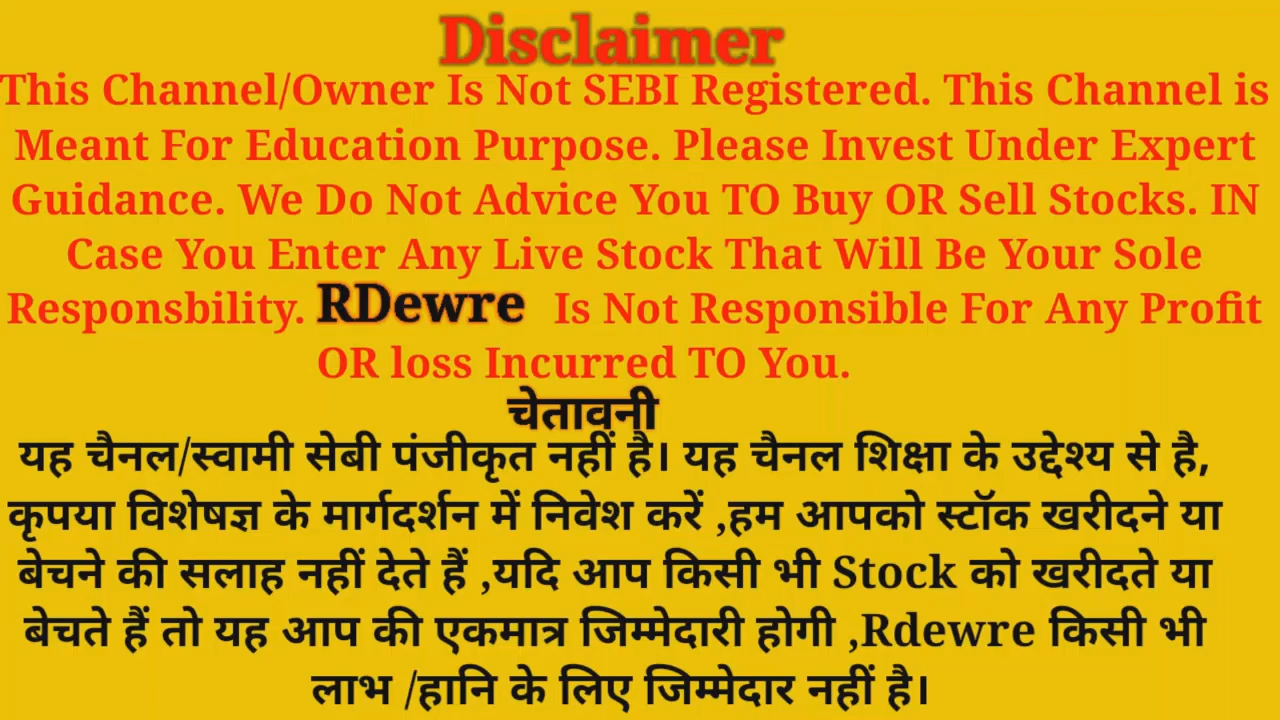 Disclaimer
This Channel/Owner Is Not SEBI Registered. This Channel is
Meant For Education Purpose. Please Invest Under Expert
Guidance. We Do Not Advice You TO Buy OR Sell Stocks. IN
Case You Enter Any Live Stock That Will Be Your Sole
Responsbility. RDewre Is Not Responsible For Any Profit
OR loss Incurred TO You.
चेतावनी
यह चैनल/स्वामी सेबी पंजीकृत नहीं है। यह चैनल शिक्षा के उद्देश्य से है,
कृपया विशेषज्ञ के मार्गदर्शन में निवेश करें ,हम आपको स्टॉक खरीदने या
बेचने की सलाह नहीं देते हैं ,यदि आप किसी भी Stock को खरीदते या
बेचते हैं तो यह आप की एकमात्र जिम्मेदारी होगी ,Rdewre किसी भी
लाभ /हानि के लिए जिम्मेदार नहीं है।